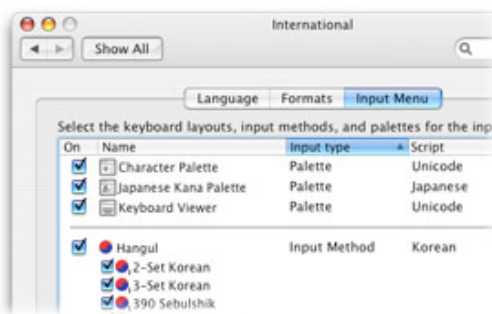 International
Show All
Language Formats Input Menu
Select the keyboard layouts, input methods, and palettes for the inp
On Name Input type Script
Character Palette Palette Unicode
Japanese Kana Palette Palette Japanese
Keyboard Viewer Palette Unicode
Hangul Input Method Korean
2-Set Korean
3-Set Korean
390 Sebulshik